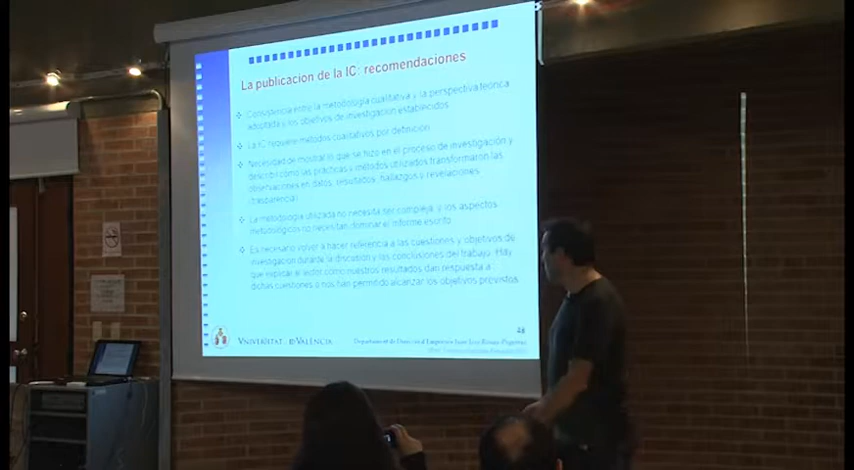 La publicacion de la IC: recomendaciones
Consistencia entre la metodología cualitativa y la perspectiva teórica
adoptada y los objetivos de investigación establecidos
La IC requiere métodos cualitativos por definición
Necesidad de mostrar lo que se hizo en el proceso de investigación y
describir cómo las prácticas y métodos utilizados transformaron las
observaciones en datos, resultados, hallazgos y revelaciones
(trasparencia)
La metodología utilizada no necesita ser compleja, y los aspectos
metodológicos no necesitan dominar el informe escrito
Es necesario volver a hacer referencia a las cuestiones y objetivos de
investigación durante la discusión y las conclusiones del trabajo. Hay
que explicar al lector cómo nuestros resultados dan respuesta a
dichas cuestiones o nos han permitido alcanzar los objetivos previstos
48
VNIVERSITAT DE VALÈNCIA